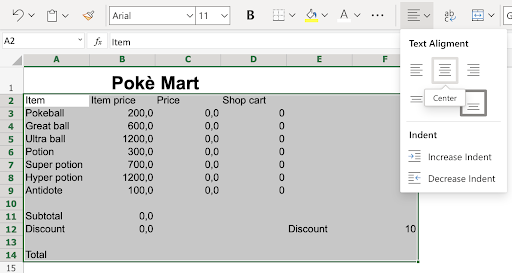 Arial 11 B A ab
A2 fx Item
A B C D E F
1 Pokè Mart
2 Item Item price Price Shop cart
3 Pokeball 200,0 0,0 0
4 Great ball 600,0 0,0 0
5 Ultra ball 1200,0 0,0 0
6 Potion 300,0 0,0 0
7 Super potion 700,0 0,0 0
8 Hyper potion 1200,0 0,0 0
9 Antidote 100,0 0,0 0
10
11 Subtotal 0,0
12 Discount 0,0 Discount 10
13
14 Total
15
Text Aligment
Center
Indent
Increase Indent
Decrease Indent